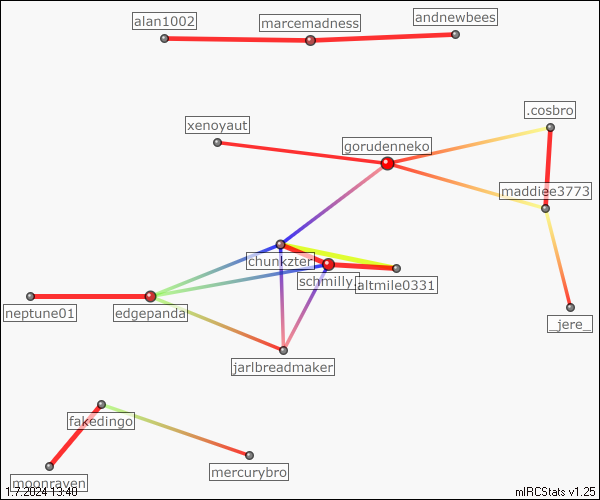 alan1002
marcemadness
andnewbees
.cosbro
xenoyaut
gorudenneko
maddiee3773
chunkzter
schmilly.
altmile0331
neptune01
edgepanda
_jere_
jarlbreadmaker
fakedingo
mercurybro
moonraven
1.7.2024 13:40
mIRCStats v1.25